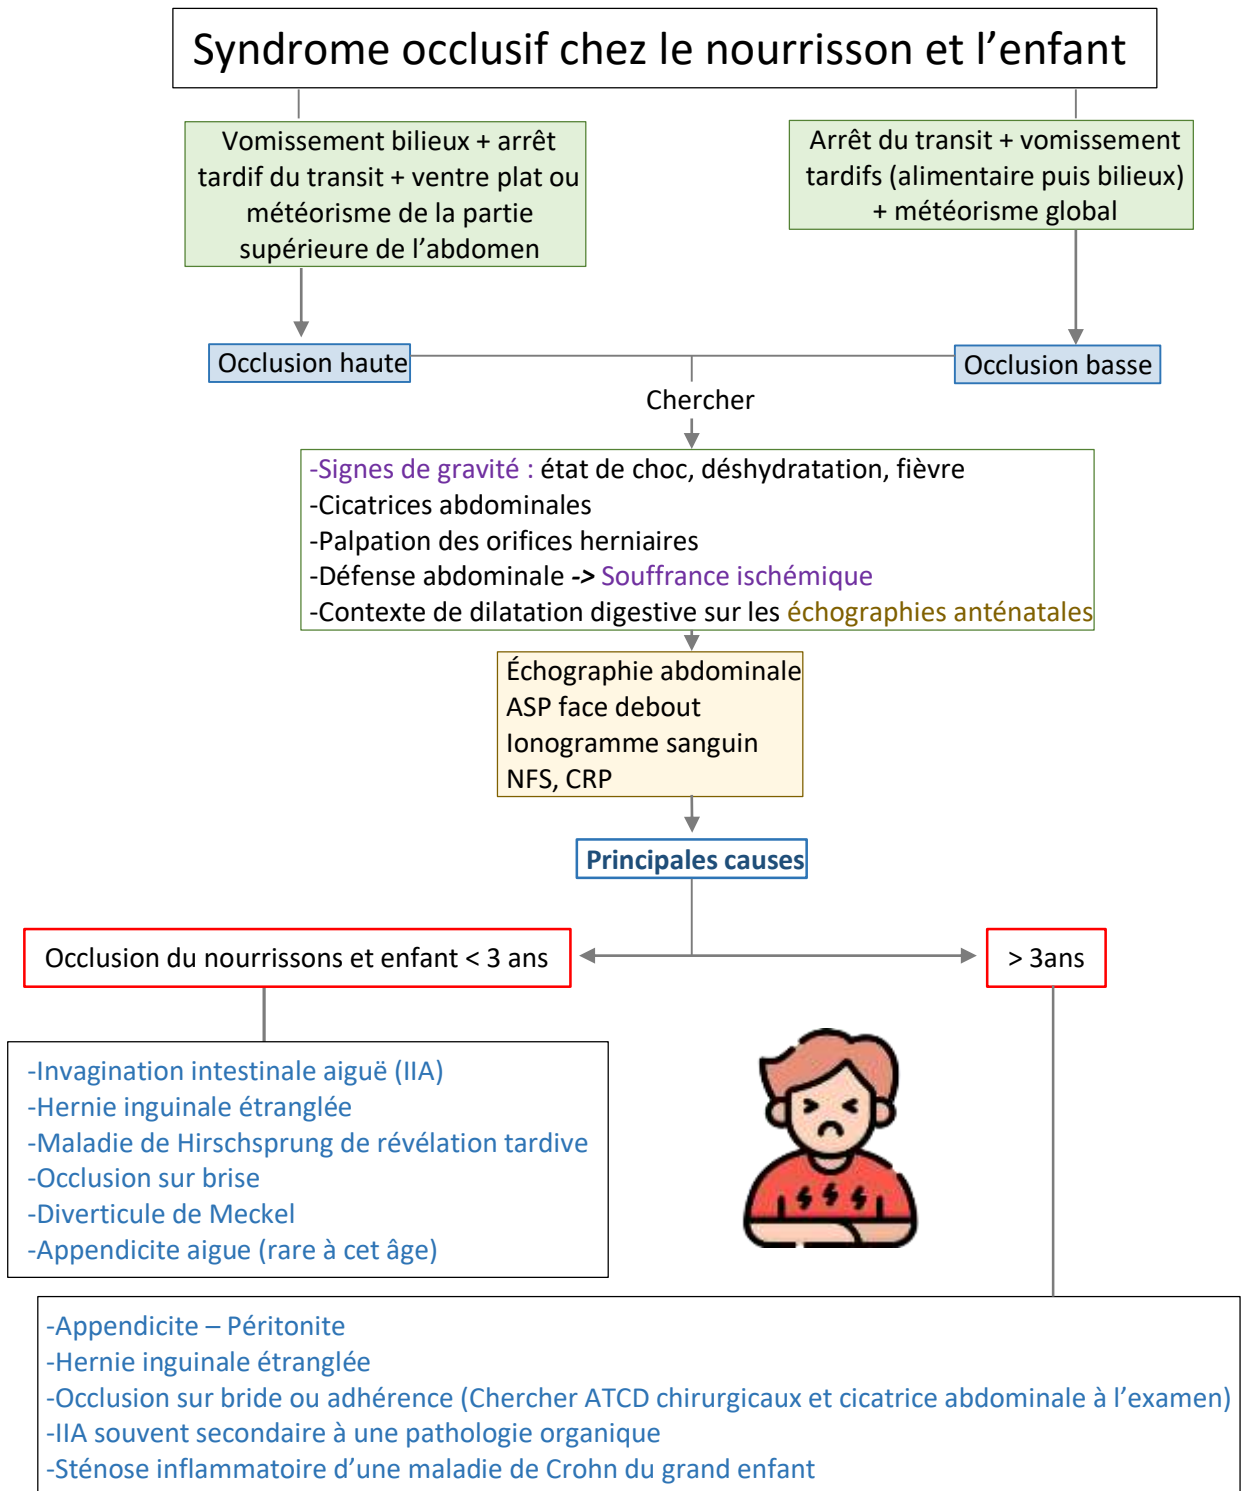 Syndrome occlusif chez le nourrisson et l’enfant
Vomissement bilieux + arrêt
tardif du transit + ventre plat ou
météorisme de la partie
supérieure de l’abdomen
Arrêt du transit + vomissement
tardifs (alimentaire puis bilieux)
+ météorisme global
Occlusion haute
Occlusion basse
Chercher
-Signes de gravité : état de choc, déshydratation, fièvre
-Cicatrices abdominales
-Palpation des orifices herniaires
-Défense abdominale -> Souffrance ischémique
-Contexte de dilatation digestive sur les échographies anténatales
Échographie abdominale
ASP face debout
Ionogramme sanguin
NFS, CRP
Principales causes
Occlusion du nourrissons et enfant < 3 ans
> 3ans
-Invagination intestinale aiguë (IIA)
-Hernie inguinale étranglée
-Maladie de Hirschsprung de révélation tardive
-Occlusion sur brise
-Diverticule de Meckel
-Appendicite aigue (rare à cet âge)
-Appendicite – Péritonite
-Hernie inguinale étranglée
-Occlusion sur bride ou adhérence (Chercher ATCD chirurgicaux et cicatrice abdominale à l’examen)
-IIA souvent secondaire à une pathologie organique
-Sténose inflammatoire d’une maladie de Crohn du grand enfant